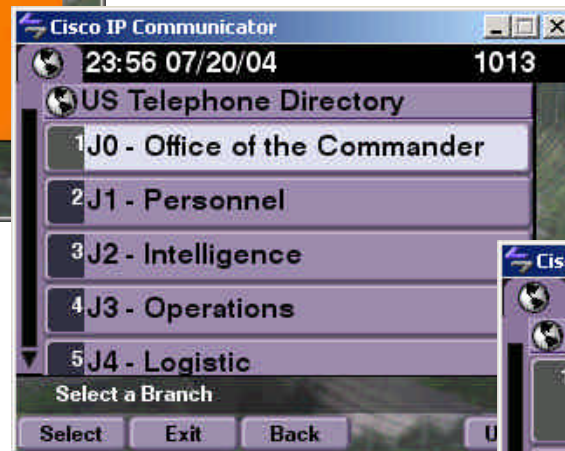 Cisco IP Communicator
23:56 07/20/04 1013
US Telephone Directory
1 J0 - Office of the Commander
2 J1 - Personnel
3 J2 - Intelligence
4 J3 - Operations
5 J4 - Logistic
Select a Branch
Select Exit Back U
Cis